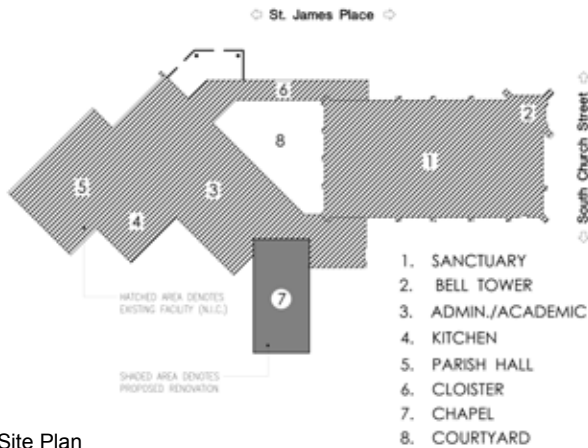 St. James Place
6
2
8
1
South Church Street
5
3
4
7
HATCHED AREA DENOTES
EXISTING FACILITY (N.I.C.)
SHADED AREA DENOTES
PROPOSED RENOVATION
1. SANCTUARY
2. BELL TOWER
3. ADMIN./ACADEMIC
4. KITCHEN
5. PARISH HALL
6. CLOISTER
7. CHAPEL
8. COURTYARD
Site Plan